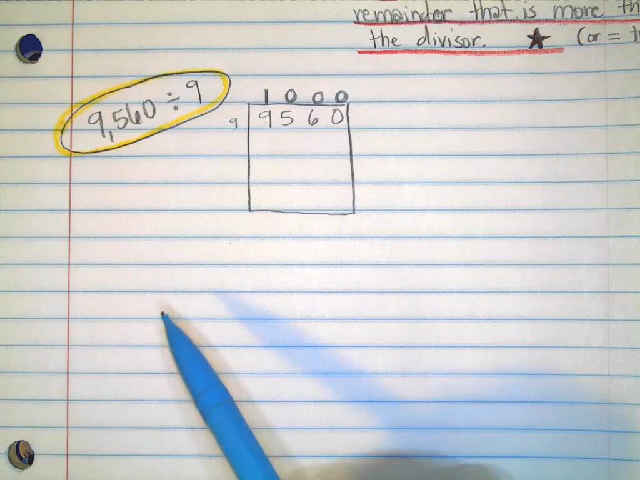 remainder that is more
the divisor. ★ (or =
9,560 ÷ 9
1 0 0 0
9 9 5 6 0